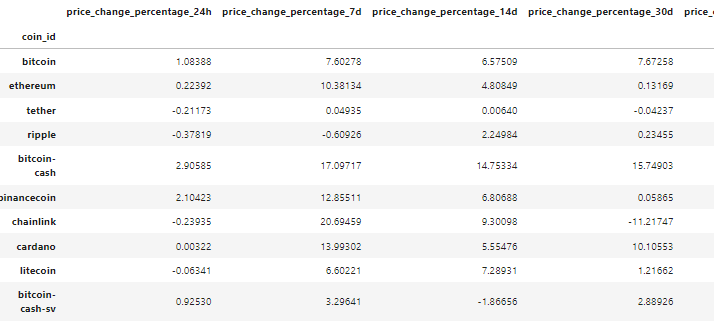 price_change_percentage_24h price_change_percentage_7d price_change_percentage_14d price_change_percentage_30d
coin_id
bitcoin 1.08388 7.60278 6.57509 7.67258
ethereum 0.22392 10.38134 4.80849 0.13169
tether -0.21173 0.04935 0.00640 -0.04237
ripple -0.37819 -0.60926 2.24984 0.23455
bitcoin-
cash 2.90585 17.09717 14.75334 15.74903
inancecoin 2.10423 12.85511 6.80688 0.05865
chainlink -0.23935 20.69459 9.30098 -11.21747
cardano 0.00322 13.99302 5.55476 10.10553
litecoin -0.06341 6.60221 7.28931 1.21662
bitcoin-
cash-sv 0.92530 3.29641 -1.86656 2.88926